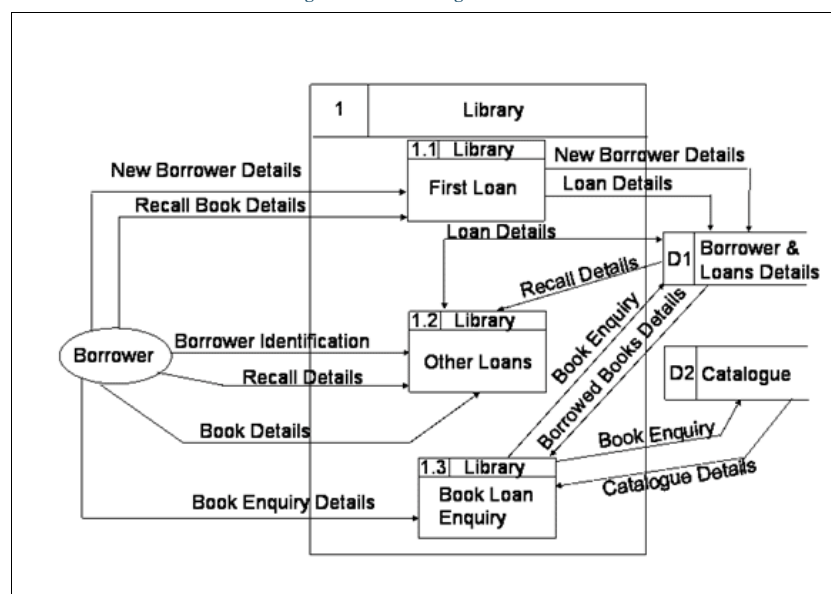 1 Library
1.1 Library
First Loan
New Borrower Details
Recall Book Details
New Borrower Details
Loan Details
Loan Details
D1 Borrower &
Loans Details
Recall Details
1.2 Library
Other Loans
Borrower
Borrower Identification
Recall Details
Book Details
Book Enquiry
Borrowed Books Details
D2 Catalogue
Book Enquiry
Catalogue Details
1.3 Library
Book Loan
Enquiry
Book Enquiry Details